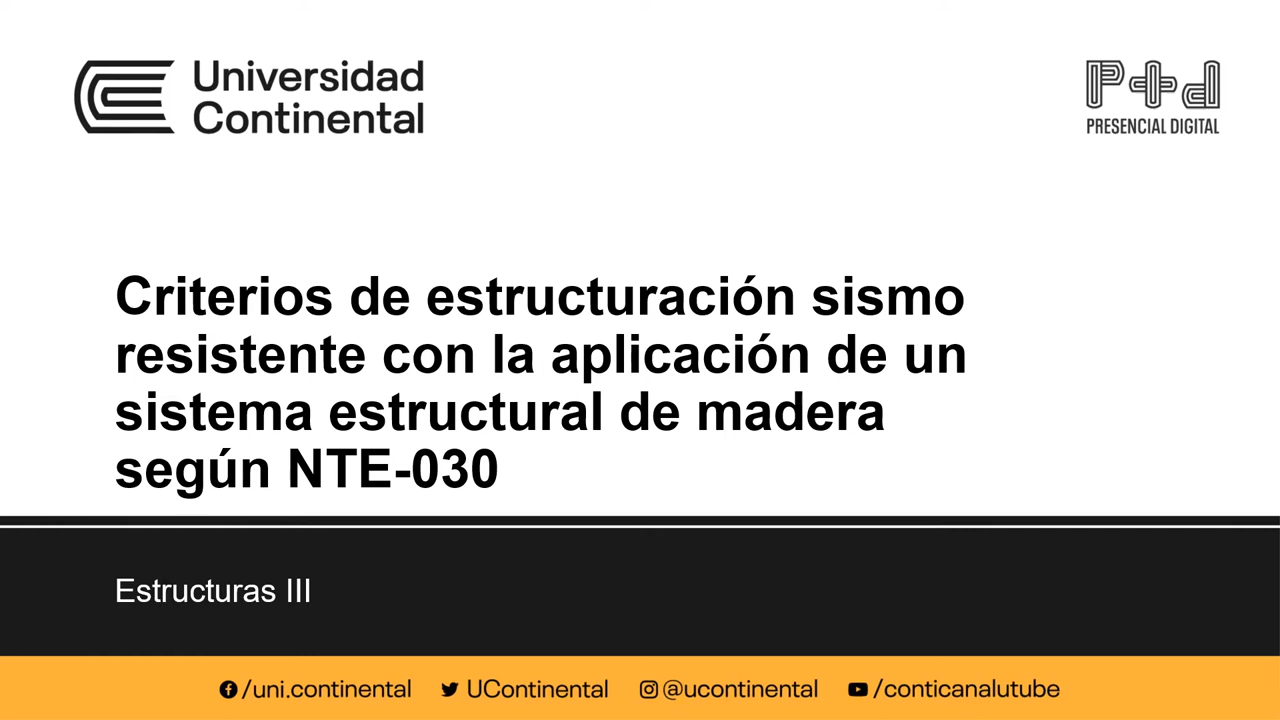 Universidad
Continental
P+d
PRESENCIAL DIGITAL
Criterios de estructuración sismo
resistente con la aplicación de un
sistema estructural de madera
según NTE-030
Estructuras III
/uni.continental UContinental @ucontinental /conticanalutube